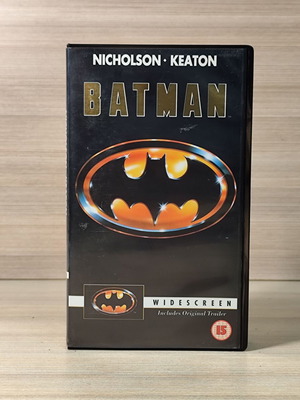 NICHOLSON · KEATON
BATMAN
WIDESCREEN
Includes Original Trailer
15